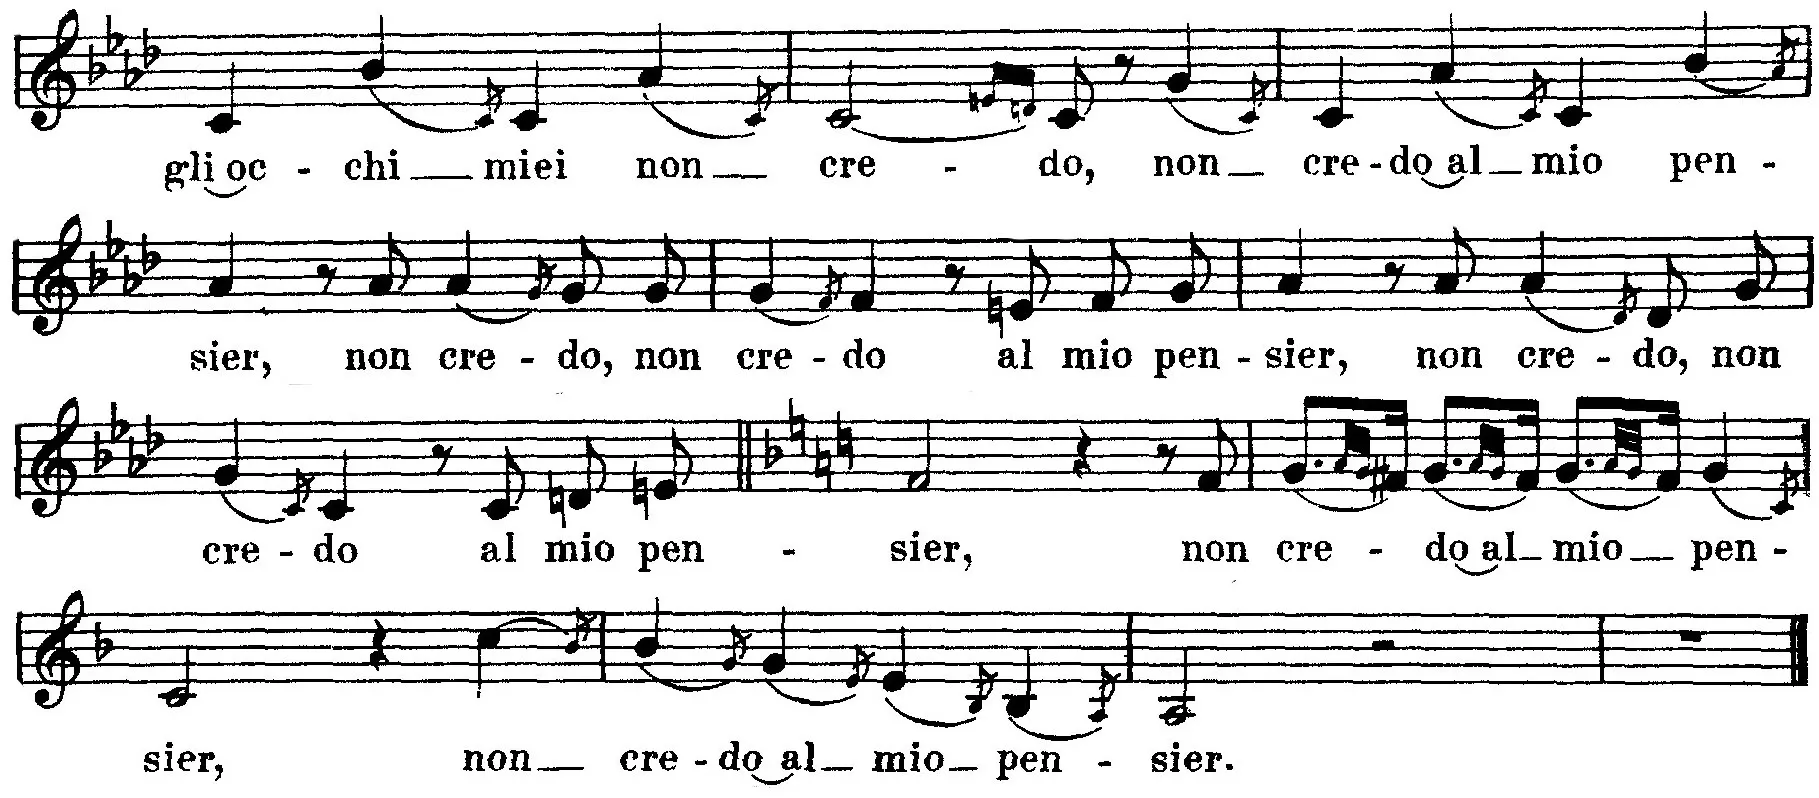 gli oc - chi miei non cre - do, non cre - do al mio pen -
sier, non cre - do, non cre - do al mio pen - sier, non cre - do, non
cre - do al mio pen - sier, non cre - do al mio pen -
sier, non cre - do al mio pen - sier.